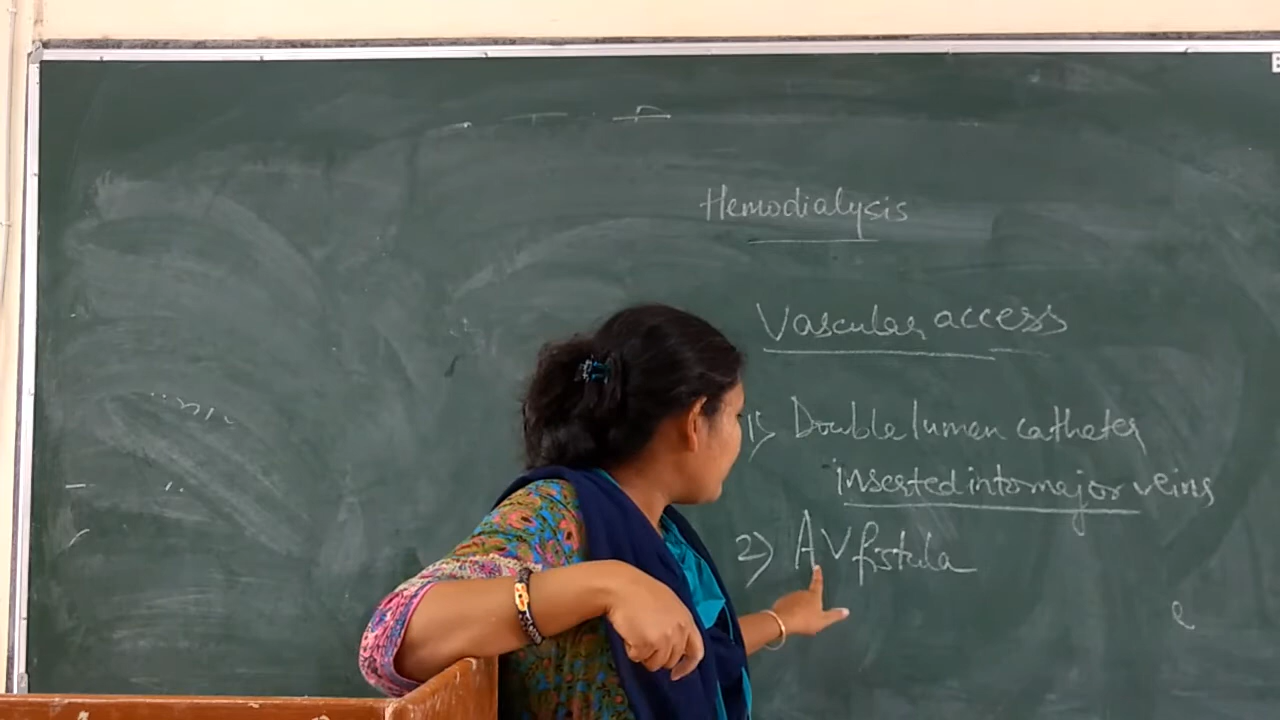 Hemodialysis
Vascular access
1) Double lumen catheter
inserted into major veins
2) AV fistula